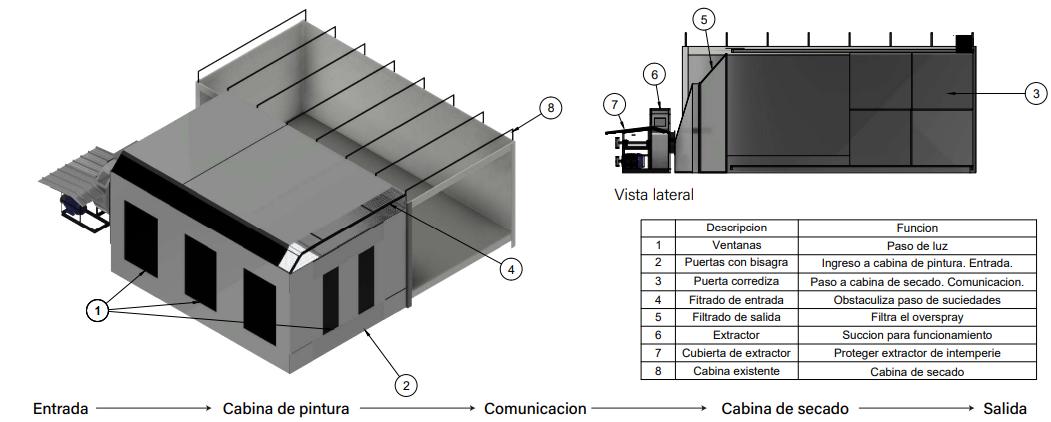 8
4
1
2
5
6
7
3
Vista lateral
Descripcion Funcion
1 Ventanas Paso de luz
2 Puertas con bisagra Ingreso a cabina de pintura. Entrada.
3 Puerta corrediza Paso a cabina de secado. Comunicacion.
4 Fitrado de entrada Obstaculiza paso de suciedades
5 Filtrado de salida Filtra el overspray
6 Extractor Succion para funcionamiento
7 Cubierta de extractor Proteger extractor de intemperie
8 Cabina existente Cabina de secado
Entrada Cabina de pintura Comunicacion Cabina de secado Salida